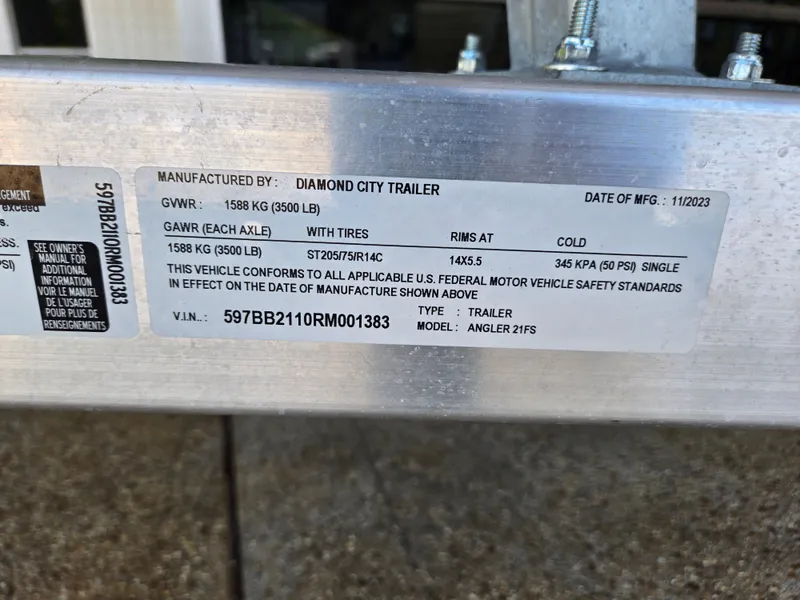 GEMENT
exceed
s.
ESS.
PSI)
SEE OWNER'S
MANUAL FOR
ADDITIONAL
INFORMATION
VOIR LE MANUEL
DE L'USAGER
POUR PLUS DE
RENSEIGNEMENTS
597BB2110RM001383
MANUFACTURED BY : DIAMOND CITY TRAILER DATE OF MFG. : 11/2023
GVWR : 1588 KG (3500 LB)
GAWR (EACH AXLE) WITH TIRES RIMS AT COLD
1588 KG (3500 LB) ST205/75/R14C 14X5.5 345 KPA (50 PSI) SINGLE
THIS VEHICLE CONFORMS TO ALL APPLICABLE U.S. FEDERAL MOTOR VEHICLE SAFETY STANDARDS
IN EFFECT ON THE DATE OF MANUFACTURE SHOWN ABOVE
V.I.N.. : 597BB2110RM001383 TYPE : TRAILER
MODEL : ANGLER 21FS